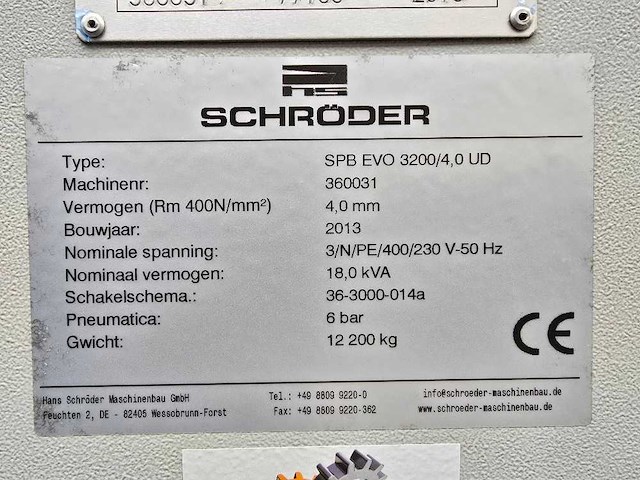 hs
SCHRÖDER
Type: SPB EVO 3200/4,0 UD
Machinenr: 360031
Vermogen (Rm 400N/mm²) 4,0 mm
Bouwjaar: 2013
Nominale spanning: 3/N/PE/400/230 V-50 Hz
Nominaal vermogen: 18,0 kVA
Schakelschema.: 36-3000-014a
Pneumatica: 6 bar
Gwicht: 12 200 kg
CE
Hans Schröder Maschinenbau GmbH Tel.: +49 8809 9220-0 info@schroeder-maschinenbau.de
Feuchten 2, DE - 82405 Wessobrunn-Forst Fax: +49 8809 9220-362 www.schroeder-maschinenbau.de